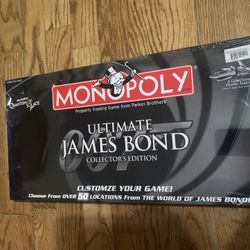 MONOPOLY
Property Trading Game from Parker Brothers
ULTIMATE
007
JAMES BOND
COLLECTOR'S EDITION
CUSTOMIZE YOUR GAME!
Choose From OVER 50 LOCATIONS From THE WORLD OF JAMES BOND!